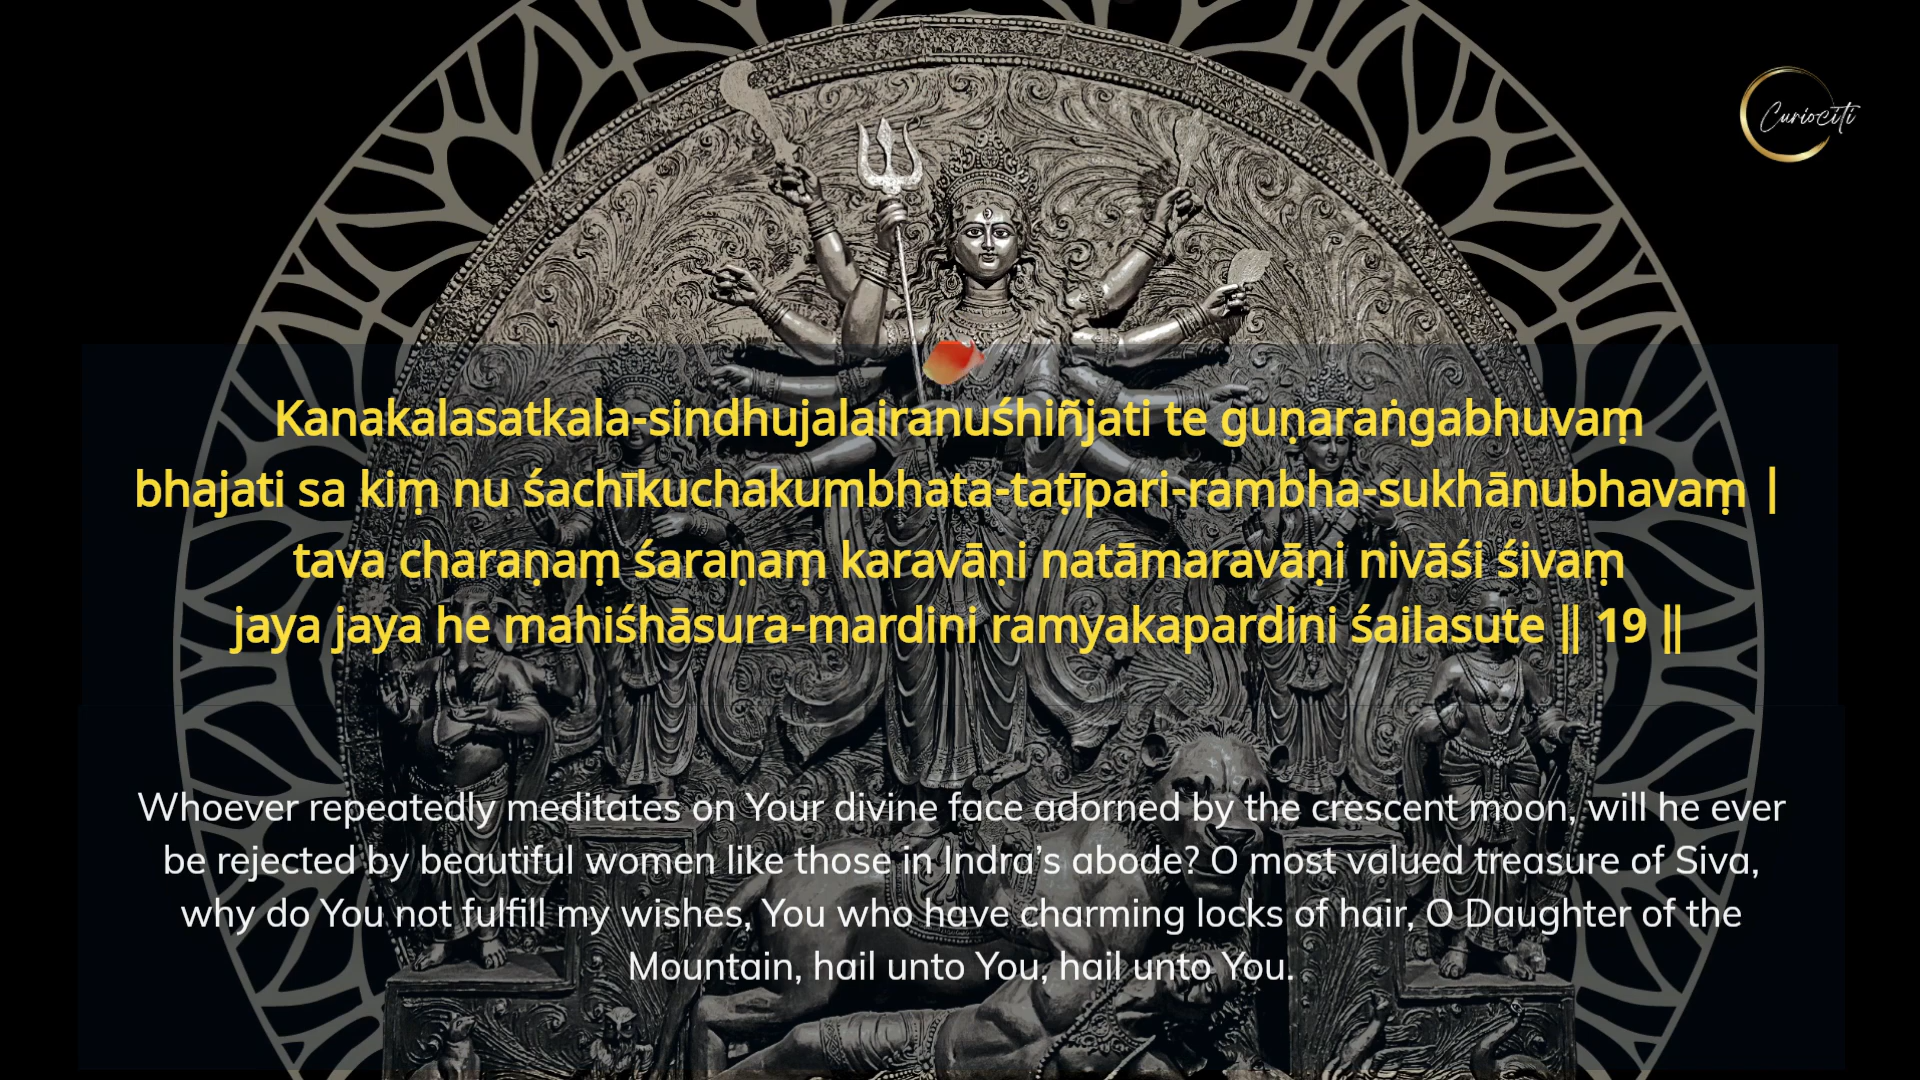 Curiociti
Kanakalasatkala-sindhujalairanuśhiñjati te guṇaraṅgabhuvaṃ
bhajati sa kiṃ nu śachīkuchakumbhata-taṭīpari-rambha-sukhānubhavaṃ |
tava charaṇaṃ śaraṇaṃ karavāṇi natāmaravāṇi nivāśi śivaṃ
jaya jaya he mahiśhāsura-mardini ramyakapardini śailasute || 19 ||
Whoever repeatedly meditates on Your divine face adorned by the crescent moon, will he ever
be rejected by beautiful women like those in Indra’s abode? O most valued treasure of Siva,
why do You not fulfill my wishes, You who have charming locks of hair, O Daughter of the
Mountain, hail unto You, hail unto You.